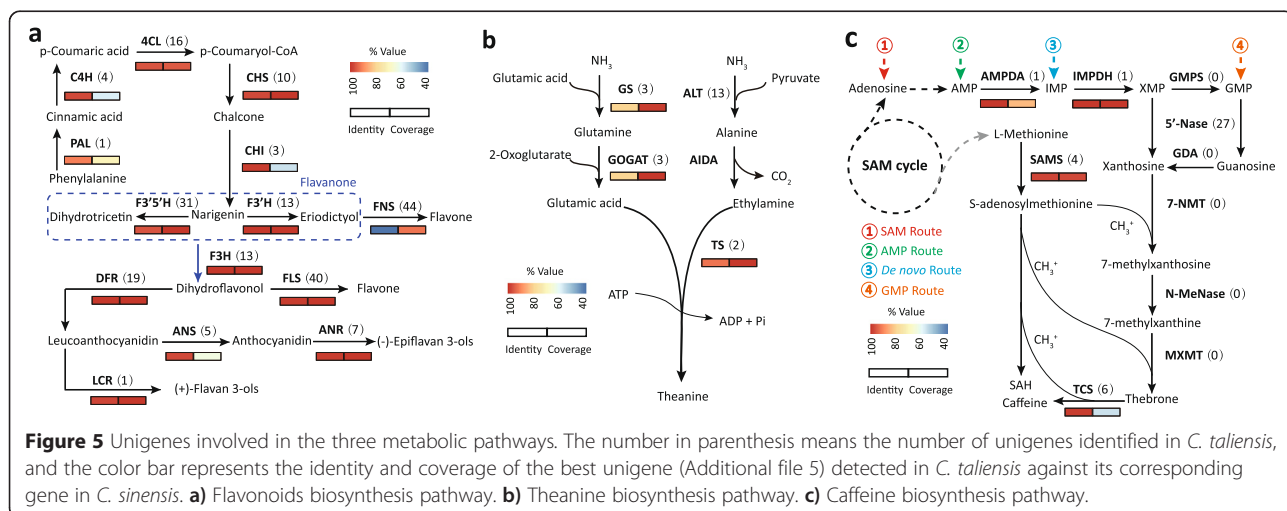 a
p-Coumaric acid
4CL (16)
p-Coumaryol-CoA
C4H (4)
CHS (10)
% Value
100
80
60
40
Identity Coverage
Cinnamic acid
Chalcone
PAL (1)
CHI (3)
Phenylalanine
Flavanone
F3'5'H (31)
F3'H (13)
Dihydrotricetin
Narigenin
Eriodictyol
FNS (44)
Flavone
F3H (13)
DFR (19)
Dihydroflavonol
FLS (40)
Flavone
Leucoanthocyanidin
ANS (5)
Anthocyanidin
ANR (7)
(-)-Epiflavan 3-ols
LCR (1)
(+)-Flavan 3-ols
b
NH3
NH3
Glutamic acid
Pyruvate
GS (3)
ALT (13)
Glutamine
Alanine
2-Oxoglutarate
GOGAT (3)
AIDA
CO2
Glutamic acid
Ethylamine
TS (2)
% Value
100
80
60
40
Identity Coverage
ATP
ADP + Pi
Theanine
c
1
2
3
4
AMPDA (1)
IMPDH (1)
GMPS (0)
Adenosine
AMP
IMP
XMP
GMP
L-Methionine
5'-Nase (27)
SAM cycle
SAMS (4)
Xanthosine
GDA (0)
Guanosine
S-adenosylmethionine
7-NMT (0)
CH3+
1 SAM Route
2 AMP Route
3 De novo Route
4 GMP Route
CH3+
7-methylxanthosine
N-MeNase (0)
% Value
100
80
60
40
Identity Coverage
7-methylxanthine
CH3+
MXMT (0)
SAH
Caffeine
TCS (6)
Thebrone
Figure 5 Unigenes involved in the three metabolic pathways. The number in parenthesis means the number of unigenes identified in C. taliensis,
and the color bar represents the identity and coverage of the best unigene (Additional file 5) detected in C. taliensis against its corresponding
gene in C. sinensis. a) Flavonoids biosynthesis pathway. b) Theanine biosynthesis pathway. c) Caffeine biosynthesis pathway.